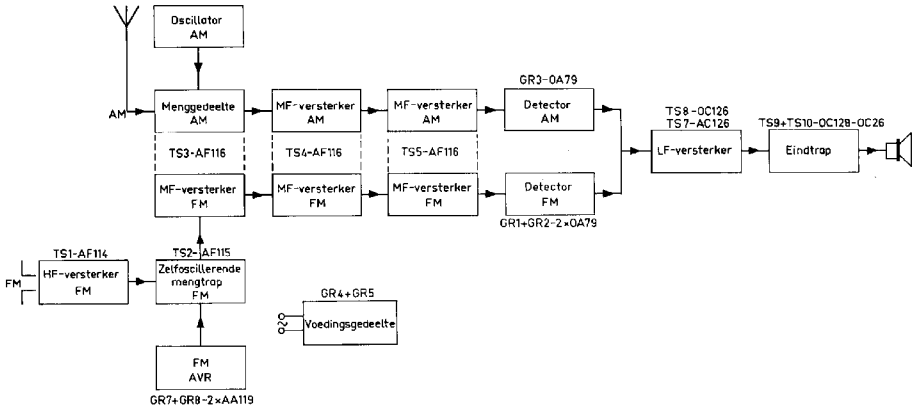 Oscillator
AM
AM
Menggedeelte
AM
MF-versterker
AM
MF-versterker
AM
GR3-OA79
Detector
AM
TS3-AF116
TS4-AF116
TS5-AF116
MF-versterker
FM
MF-versterker
FM
MF-versterker
FM
Detector
FM
GR1+GR2-2×OA79
TS8-OC126
TS7-AC126
LF-versterker
TS9+TS10-OC128-OC26
Eindtrap
TS1-AF114
FM
HF-versterker
FM
TS2-AF115
Zelfoscillerende
mengtrap
FM
GR4+GR5
Voedingsgedeelte
FM
AVR
GR7+GR8-2×AA119